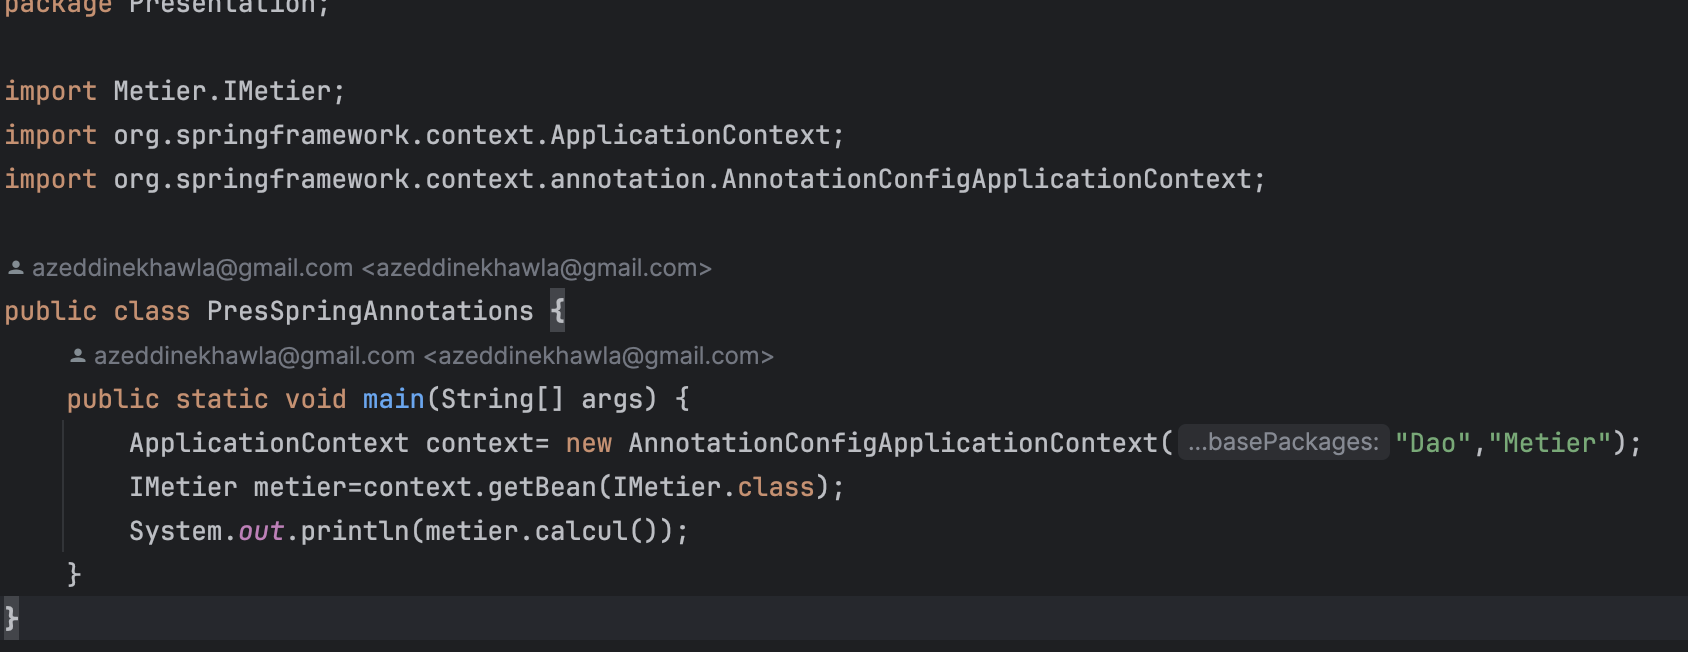 package Presentation;
import Metier.IMetier;
import org.springframework.context.ApplicationContext;
import org.springframework.context.annotation.AnnotationConfigApplicationContext;
azeddinekhawla@gmail.com <azeddinekhawla@gmail.com>
public class PresSpringAnnotations {
azeddinekhawla@gmail.com <azeddinekhawla@gmail.com>
public static void main(String[] args) {
ApplicationContext context= new AnnotationConfigApplicationContext( ...basePackages: "Dao","Metier");
IMetier metier=context.getBean(IMetier.class);
System.out.println(metier.calcul());
}
}